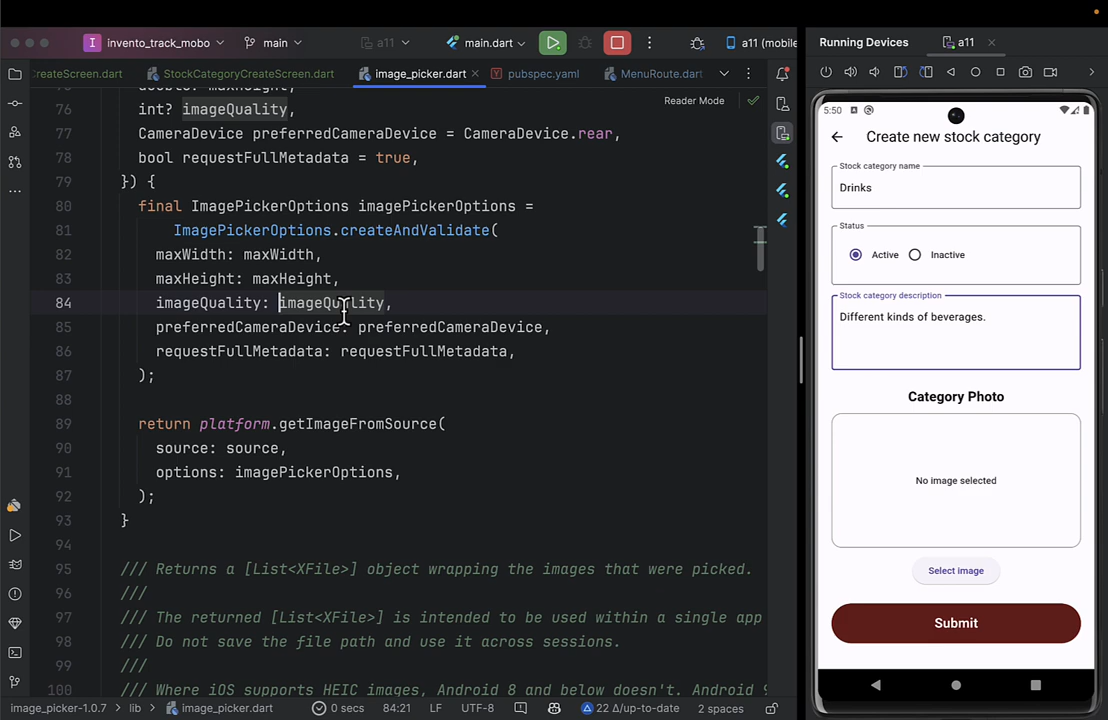 invento_track_mobo
main
a11
main.dart
a11 (mobile
Running Devices
a11
CreateScreen.dart
StockCategoryCreateScreen.dart
image_picker.dart
pubspec.yaml
MenuRoute.dart
Reader Mode
76 int? imageQuality,
77 CameraDevice preferredCameraDevice = CameraDevice.rear,
78 bool requestFullMetadata = true,
79 }) {
80 final ImagePickerOptions imagePickerOptions =
81 ImagePickerOptions.createAndValidate(
82 maxWidth: maxWidth,
83 maxHeight: maxHeight,
84 imageQuality: imageQuality,
85 preferredCameraDevice: preferredCameraDevice,
86 requestFullMetadata: requestFullMetadata,
87 );
88
89 return platform.getImageFromSource(
90 source: source,
91 options: imagePickerOptions,
92 );
93 }
94
95 /// Returns a [List<XFile>] object wrapping the images that were picked.
96 ///
97 /// The returned [List<XFile>] is intended to be used within a single app
98 /// Do not save the file path and use it across sessions.
99 ///
100 /// Where iOS supports HEIC images, Android 8 and below doesn't. Android 9
5:50
Create new stock category
Stock category name
Drinks
Status
Active
Inactive
Stock category description
Different kinds of beverages.
Category Photo
No image selected
Select image
Submit
image_picker-1.0.7
lib
image_picker.dart
0 secs
84:21
LF
UTF-8
22 Δ/up-to-date
2 spaces